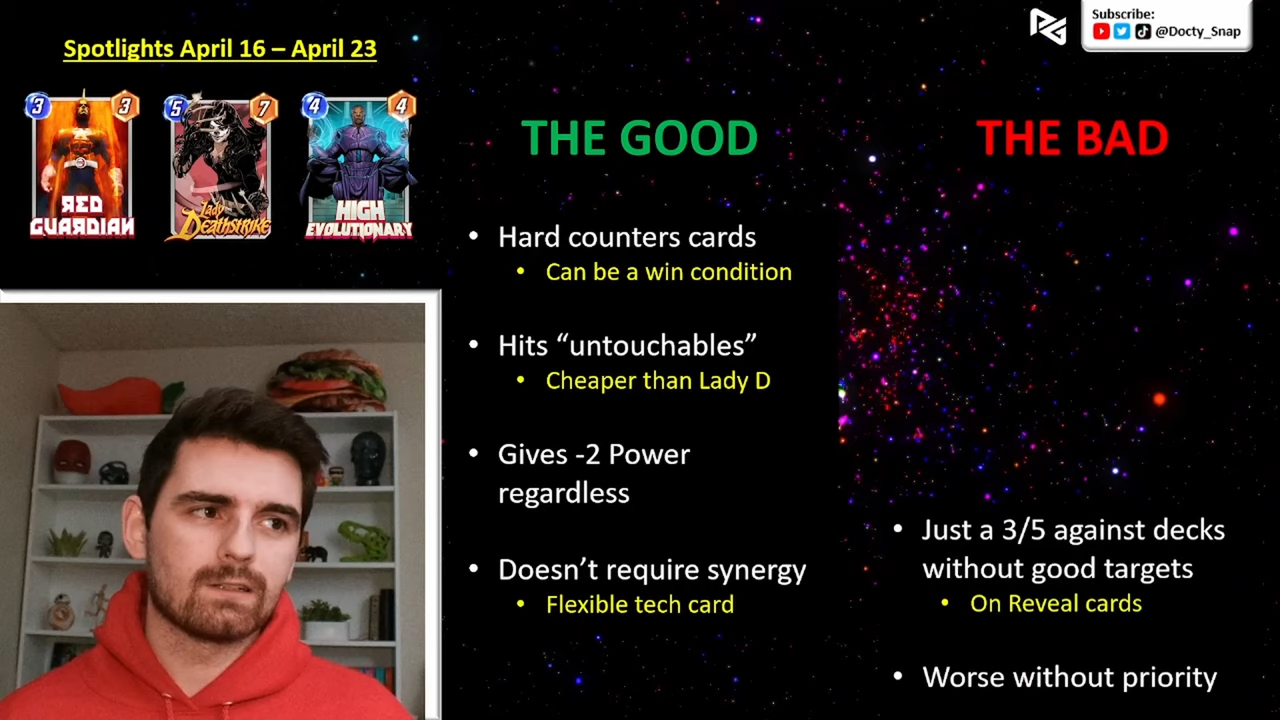 Spotlights April 16 – April 23
3
3
RED
GUARDIAN
5
7
Lady
Deathstrike
4
4
HIGH
EVOLUTIONARY
Subscribe:
@Docty_Snap
THE GOOD
• Hard counters cards
• Can be a win condition
• Hits “untouchables”
• Cheaper than Lady D
• Gives -2 Power
regardless
• Doesn’t require synergy
• Flexible tech card
THE BAD
• Just a 3/5 against decks
without good targets
• On Reveal cards
• Worse without priority